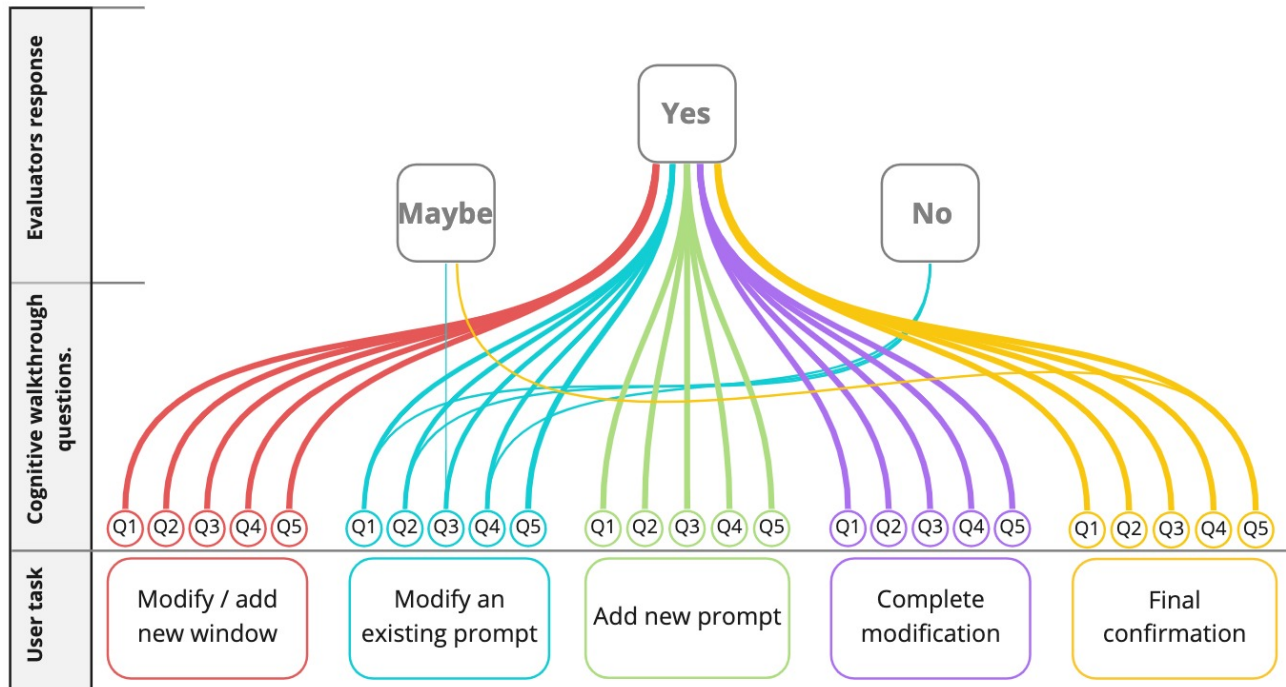 Evaluators response
Yes
Maybe
No
Cognitive walkthrough
questions.
Q1 Q2 Q3 Q4 Q5 Q1 Q2 Q3 Q4 Q5 Q1 Q2 Q3 Q4 Q5 Q1 Q2 Q3 Q4 Q5 Q1 Q2 Q3 Q4 Q5
User task
Modify / add
new window
Modify an
existing prompt
Add new prompt
Complete
modification
Final
confirmation